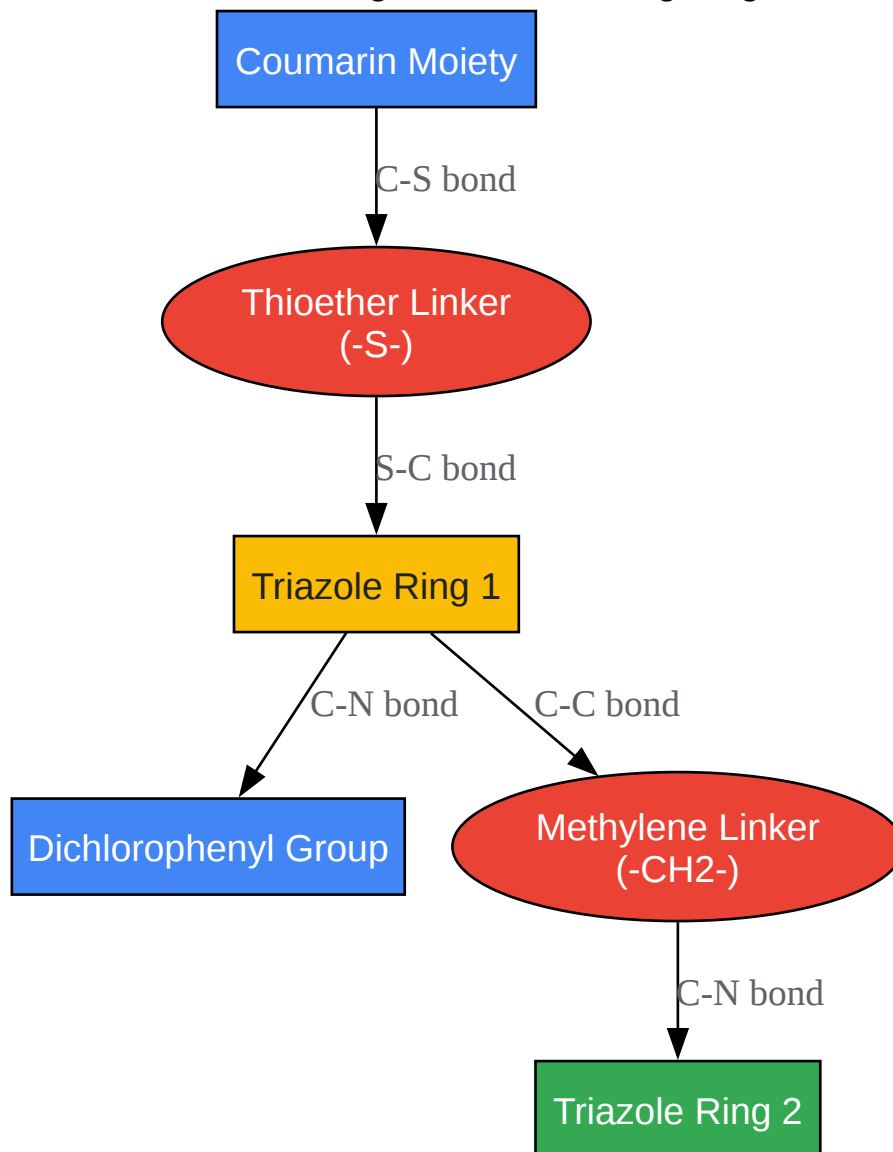 Coumarin Moiety
C-S bond
Thioether Linker
(-S-)
S-C bond
Triazole Ring 1
C-N bond
C-C bond
Dichlorophenyl Group
Methylene Linker
(-CH2-)
C-N bond
Triazole Ring 2